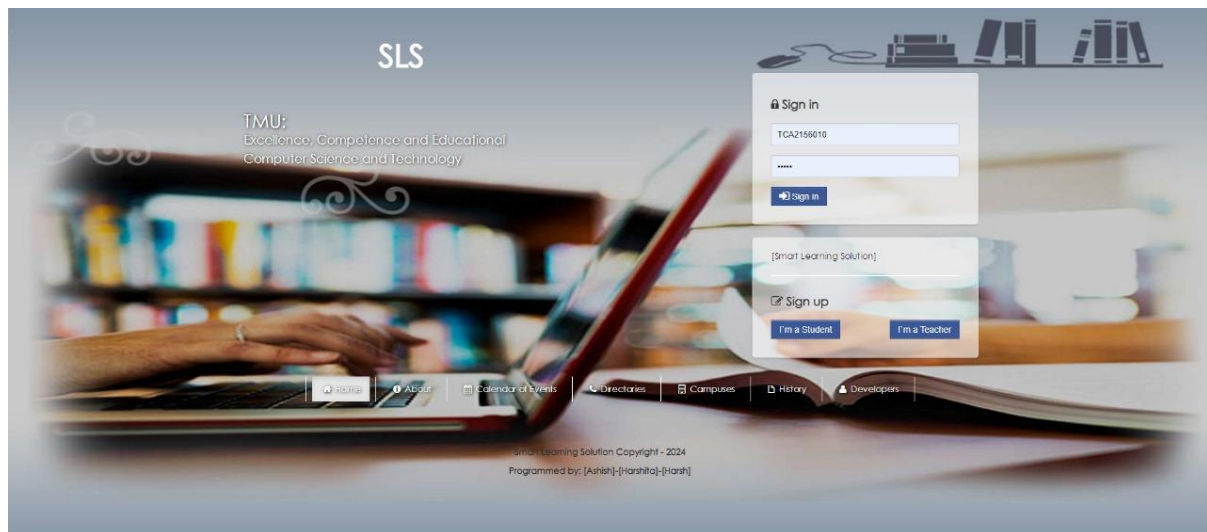 SLS
TMU:
Excellence, Competence and Educational
Computer Science and Technology
Sign in
TCA2156010
•••••
Sign in
[Smart Learning Solution]
Sign up
I'm a Student
I'm a Teacher
Home About Calendar of Events Directories Campuses History Developers
Smart Learning Solution Copyright - 2024
Programmed by: [Ashish]-[Harshita]-[Harsh]